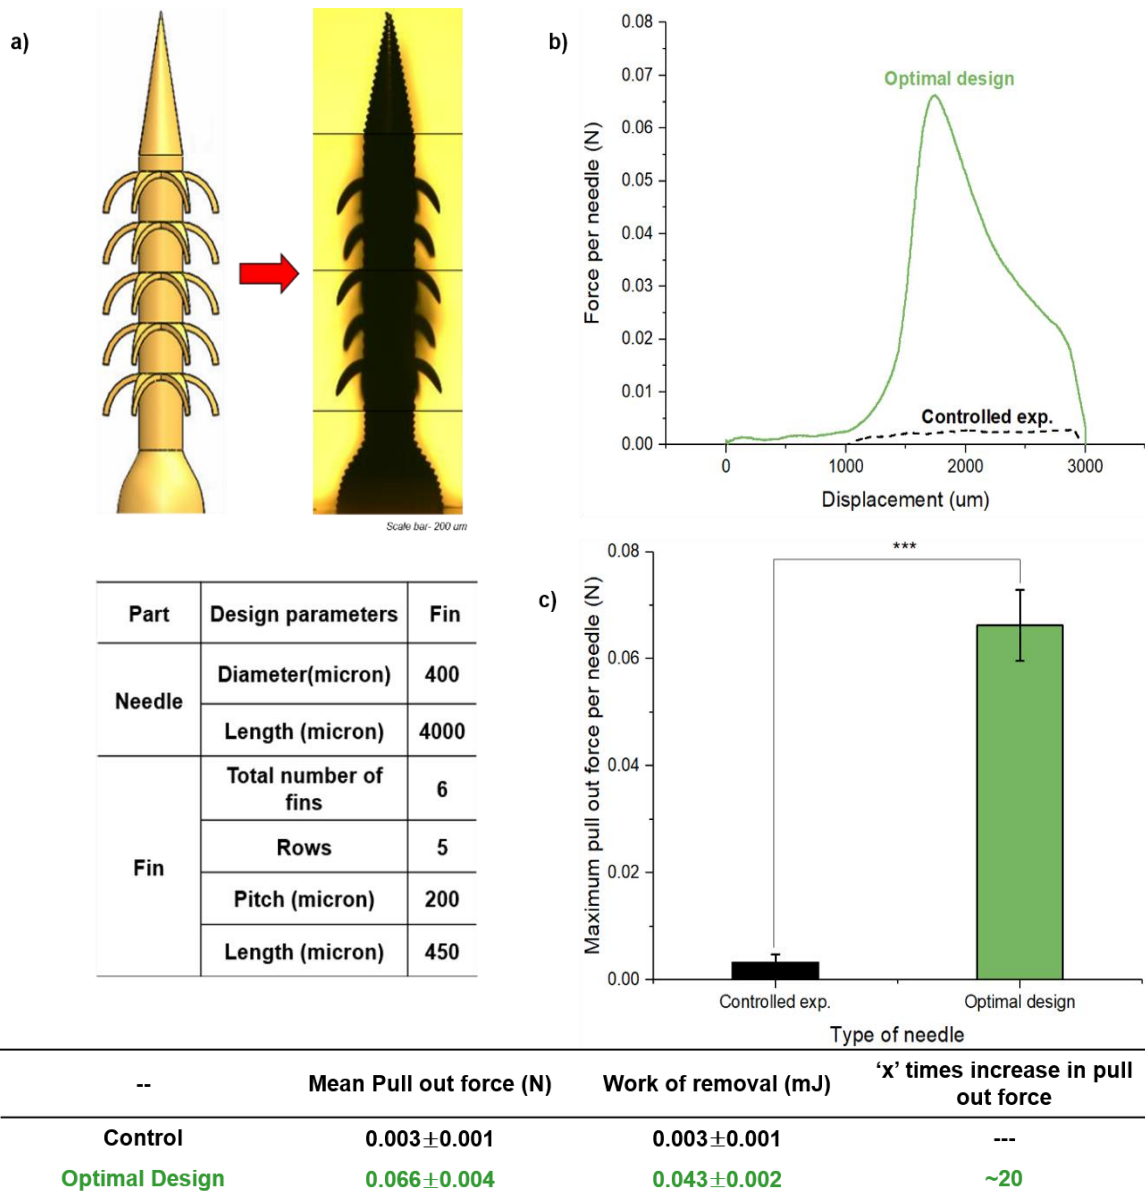 a)
Scale bar- 200 um
b)
Force per needle (N)
0.08
0.07
0.06
0.05
0.04
0.03
0.02
0.01
0.00
Optimal design
Controlled exp.
0 1000 2000 3000
Displacement (um)
Part Design parameters Fin
Needle
Diameter(micron) 400
Length (micron) 4000
Fin
Total number of
fins 6
Rows 5
Pitch (micron) 200
Length (micron) 450
c)
Maximum pull out force per needle (N)
0.08
0.06
0.04
0.02
0.00
***
Controlled exp. Optimal design
Type of needle
-- Mean Pull out force (N) Work of removal (mJ) ‘x’ times increase in pull
out force
Control 0.003±0.001 0.003±0.001 ---
Optimal Design 0.066±0.004 0.043±0.002 ~20